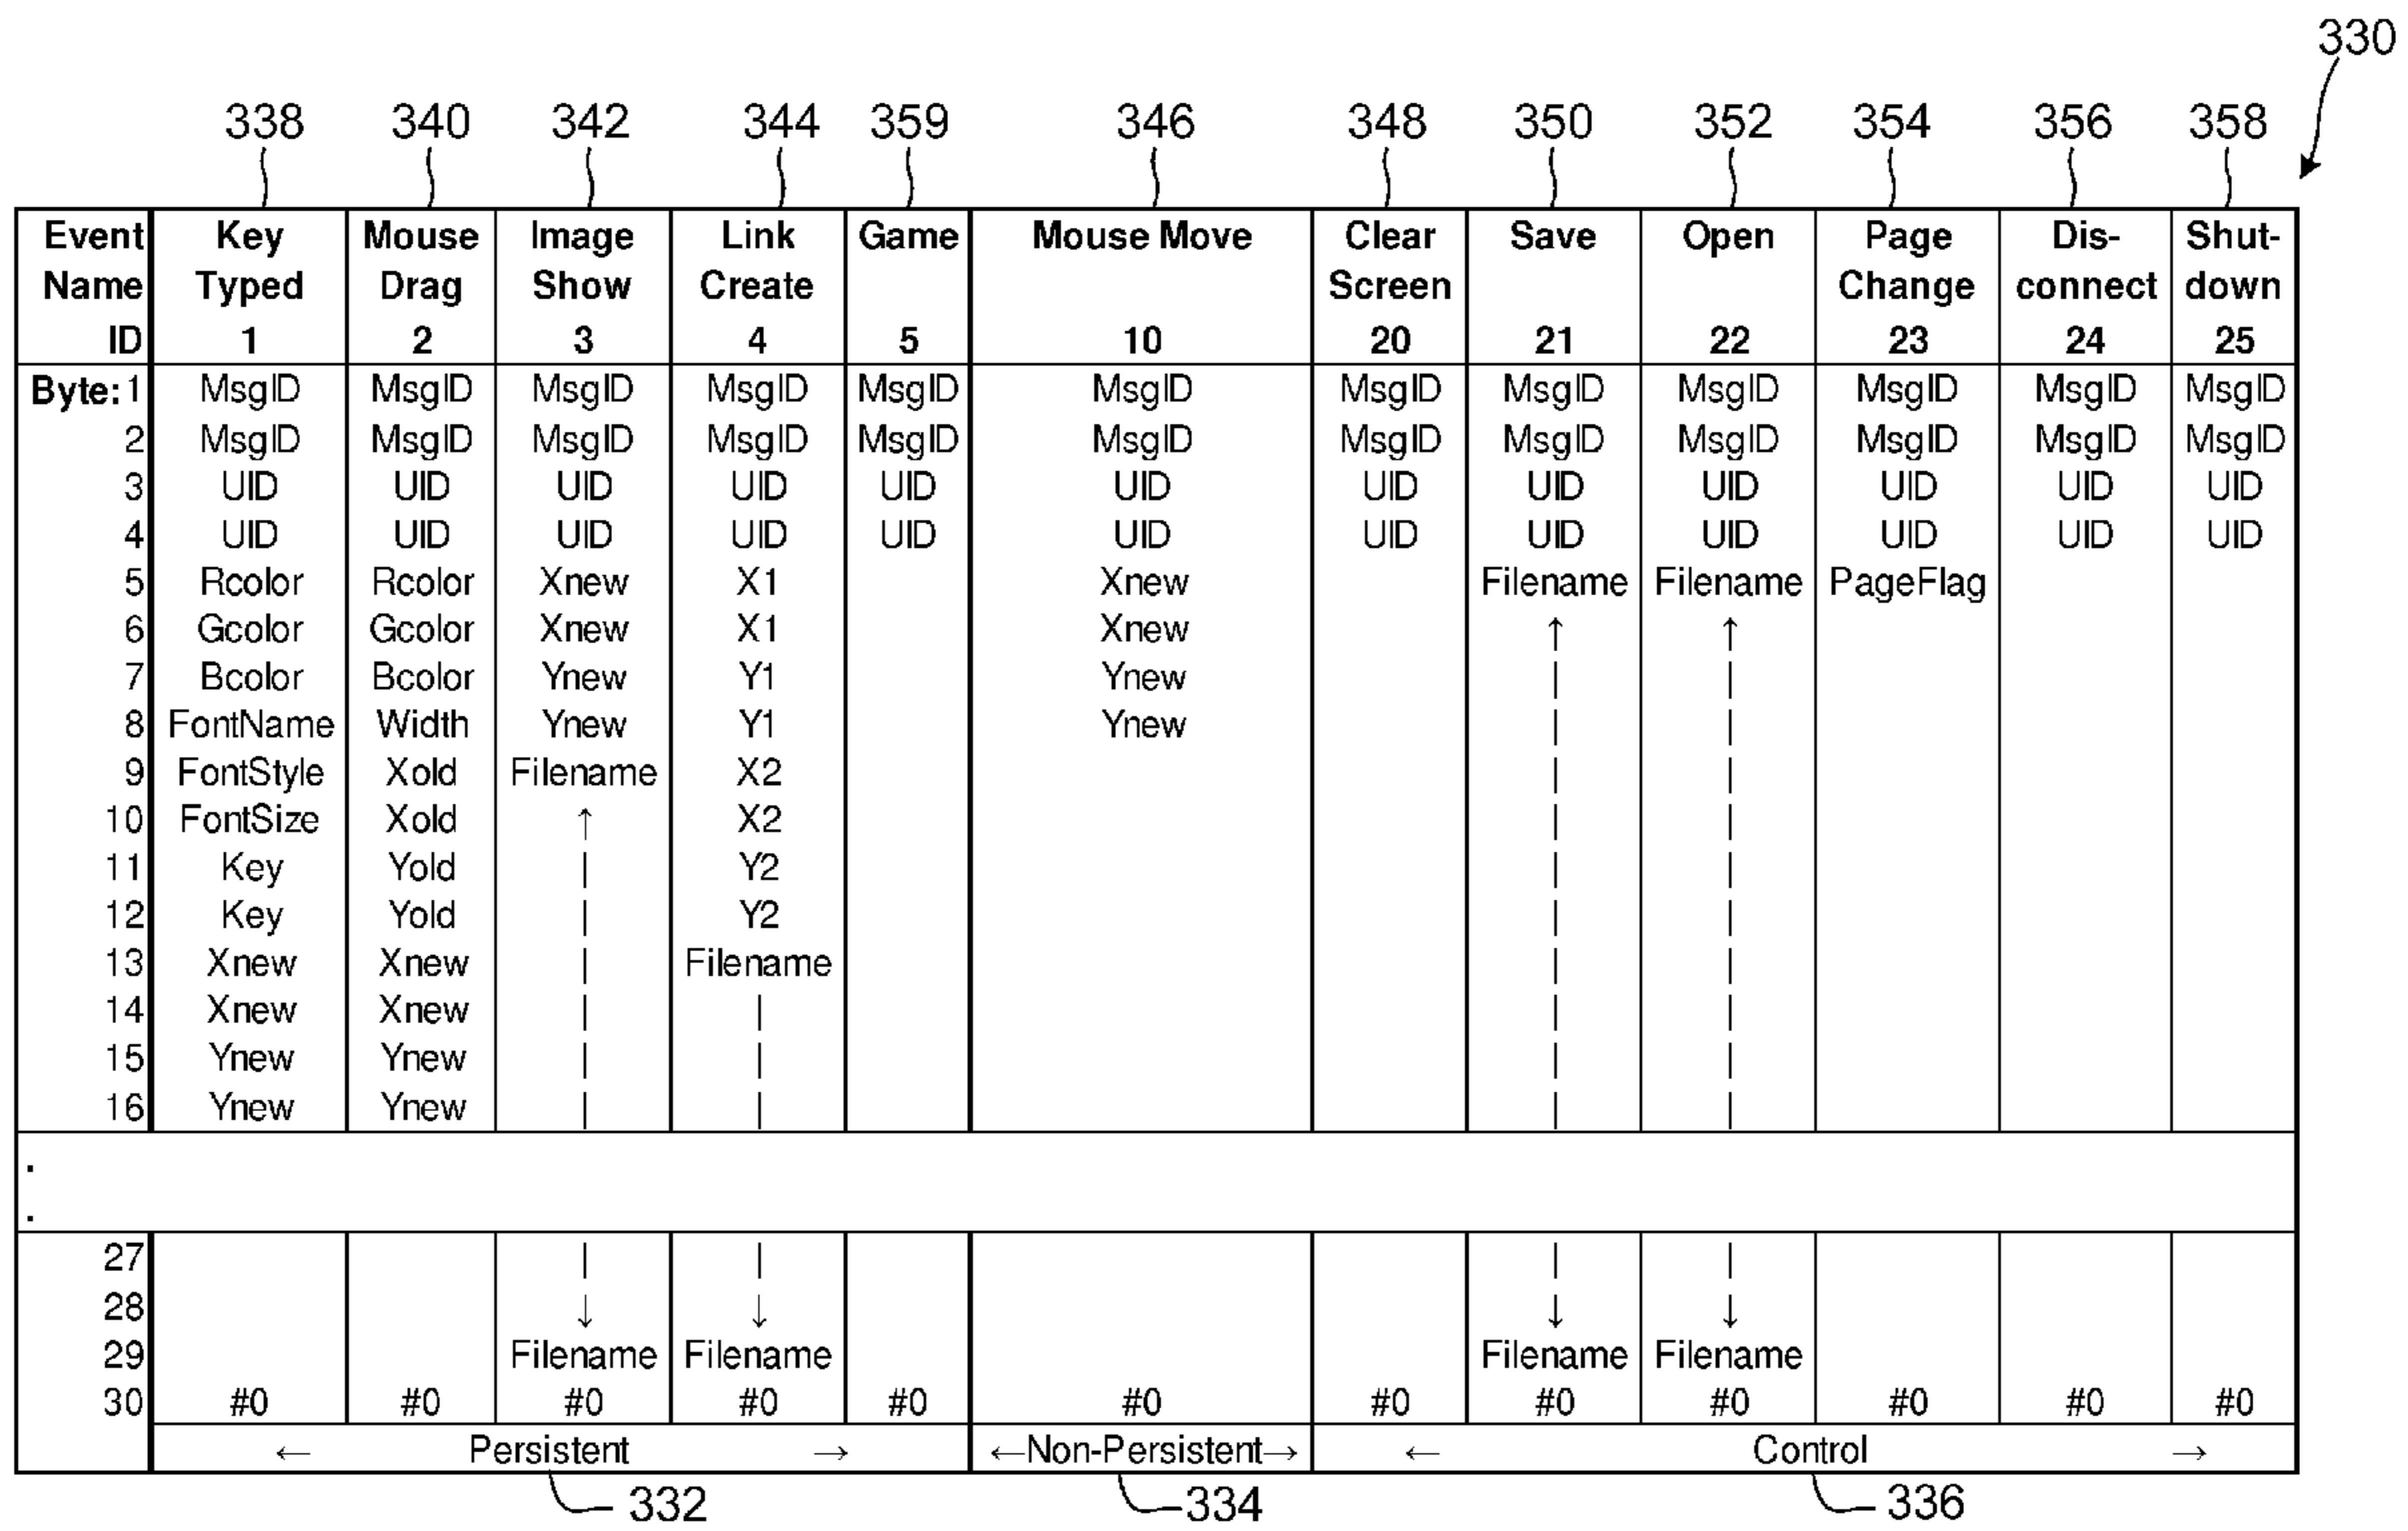 330
338 340 342 344 359 346 348 350 352 354 356 358
Event Key Mouse Image Link Game Mouse Move Clear Save Open Page Dis- Shut-
Name Typed Drag Show Create Screen Change connect down
ID 1 2 3 4 5 10 20 21 22 23 24 25
Byte: 1 MsgID MsgID MsgID MsgID MsgID MsgID MsgID MsgID MsgID MsgID MsgID MsgID
2 MsgID MsgID MsgID MsgID MsgID MsgID MsgID MsgID MsgID MsgID MsgID MsgID
3 UID UID UID UID UID UID UID UID UID UID UID UID
4 UID UID UID UID UID UID UID UID UID UID UID UID
5 Rcolor Rcolor Xnew X1 Xnew Filename Filename PageFlag
6 Gcolor Gcolor Xnew X1 Xnew ↑ ↑
7 Bcolor Bcolor Ynew Y1 Ynew | |
8 FontName Width Ynew Y1 Ynew | |
9 FontStyle Xold Filename X2 | |
10 FontSize Xold ↑ X2 | |
11 Key Yold | Y2 | |
12 Key Yold | Y2 | |
13 Xnew Xnew | Filename | |
14 Xnew Xnew | | | |
15 Ynew Ynew | | | |
16 Ynew Ynew | | | |
.
.
27 | | | |
28 ↓ ↓ ↓ ↓
29 Filename Filename Filename Filename
30 #0 #0 #0 #0 #0 #0 #0 #0 #0 #0 #0 #0
← Persistent → ←Non-Persistent→ ← Control →
332 334 336